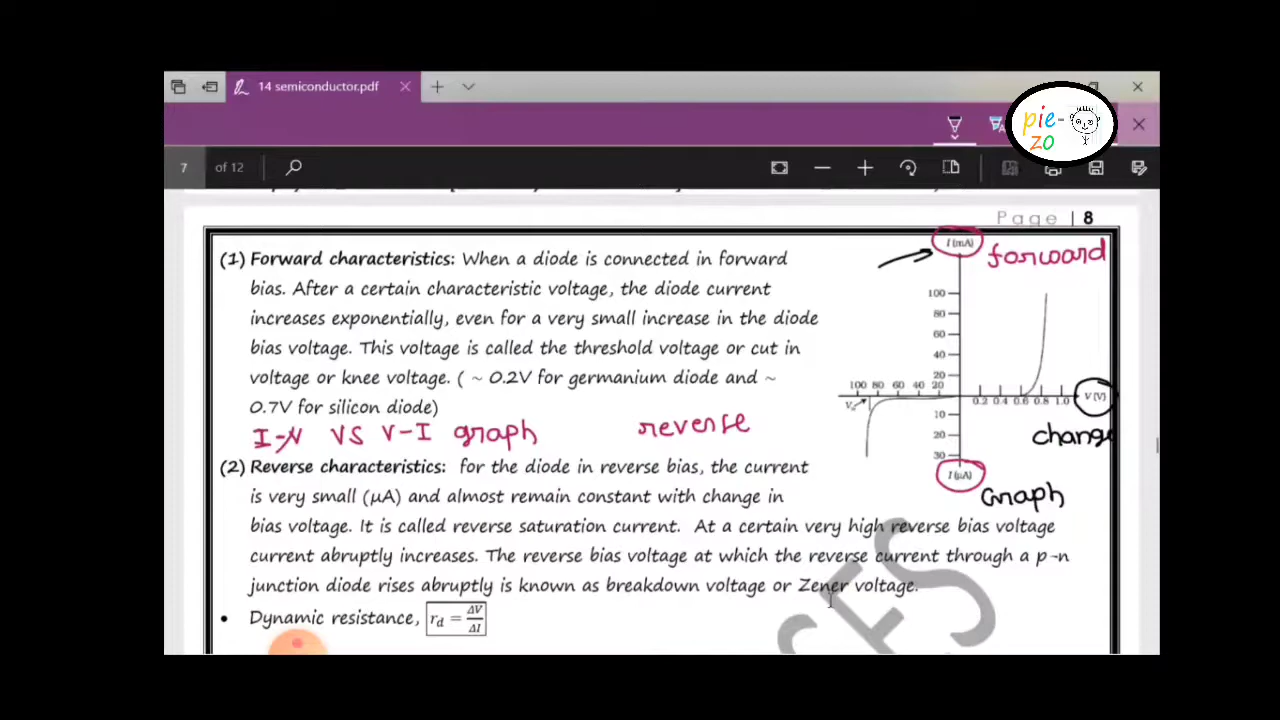 14 semiconductor.pdf
pie-
zo
7 of 12
Page | 8
(1) Forward characteristics: When a diode is connected in forward
bias. After a certain characteristic voltage, the diode current
increases exponentially, even for a very small increase in the diode
bias voltage. This voltage is called the threshold voltage or cut in
voltage or knee voltage. ( ~ 0.2V for germanium diode and ~
0.7V for silicon diode)
I-V VS V-I graph
reverse
I (mA)
forward
100
80
60
40
20
100 80 60 40 20
0.2 0.4 0.6 0.8 1.0
V (V)
10
20
30
I (μA)
change
Graph
(2) Reverse characteristics: for the diode in reverse bias, the current
is very small (μA) and almost remain constant with change in
bias voltage. It is called reverse saturation current. At a certain very high reverse bias voltage
current abruptly increases. The reverse bias voltage at which the reverse current through a p-n
junction diode rises abruptly is known as breakdown voltage or Zener voltage.
• Dynamic resistance, r_d = ΔV/ΔI